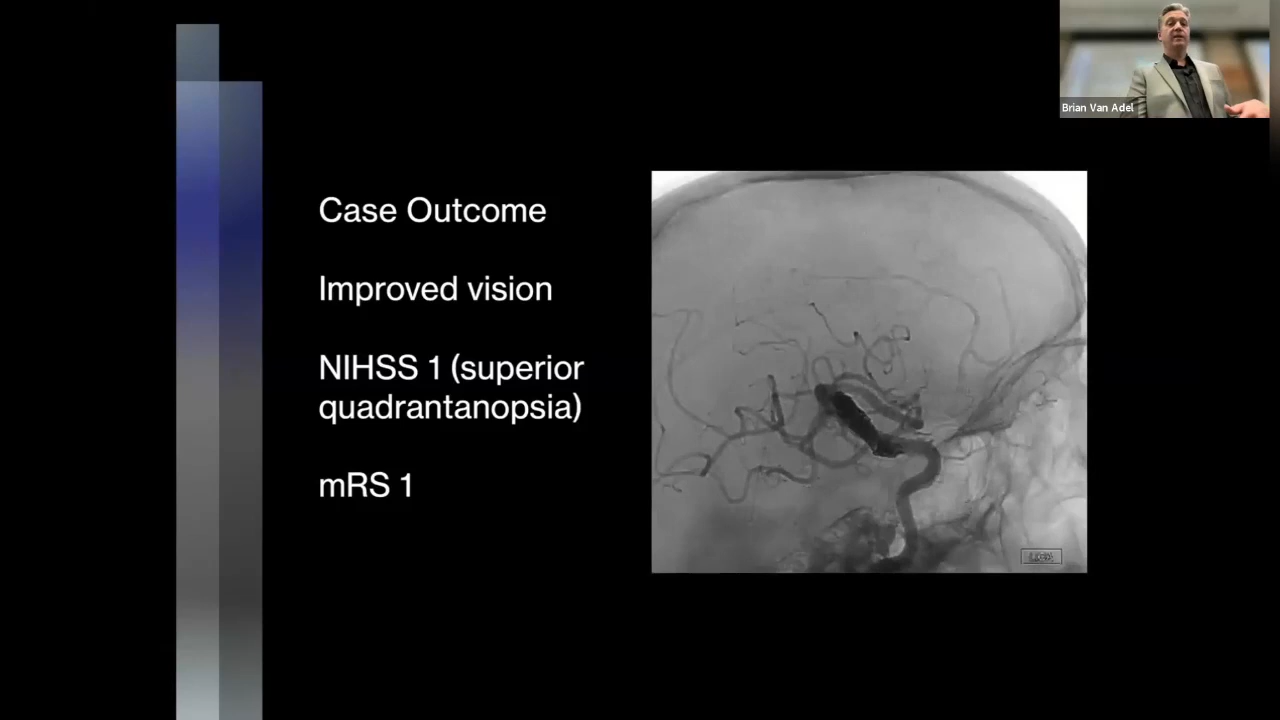 Brian Van Adel
Case Outcome
Improved vision
NIHSS 1 (superior
quadrantanopsia)
mRS 1